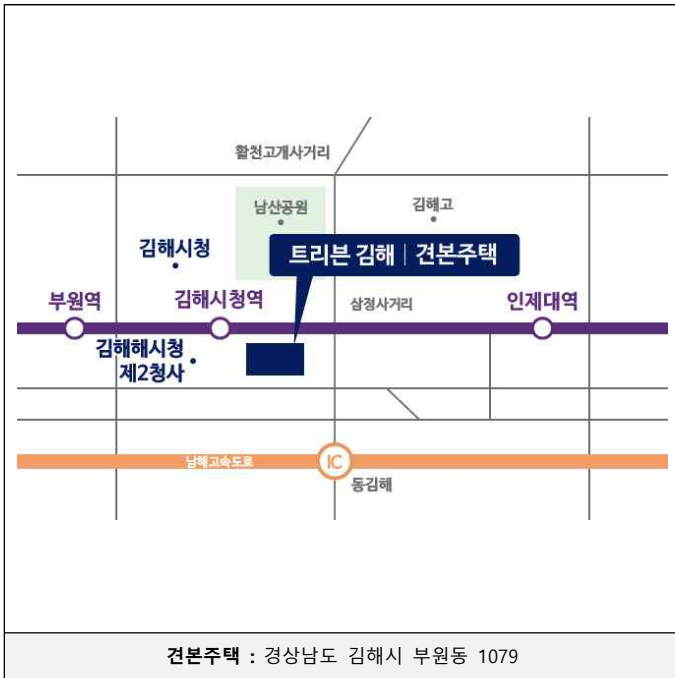 활천고개사거리
남산공원
김해고
김해시청
트리븐 김해 | 견본주택
부원역
김해시청역
삼정사거리
인제대역
김해해시청
제2청사
남해고속도로
IC
동김해
견본주택 : 경상남도 김해시 부원동 1079